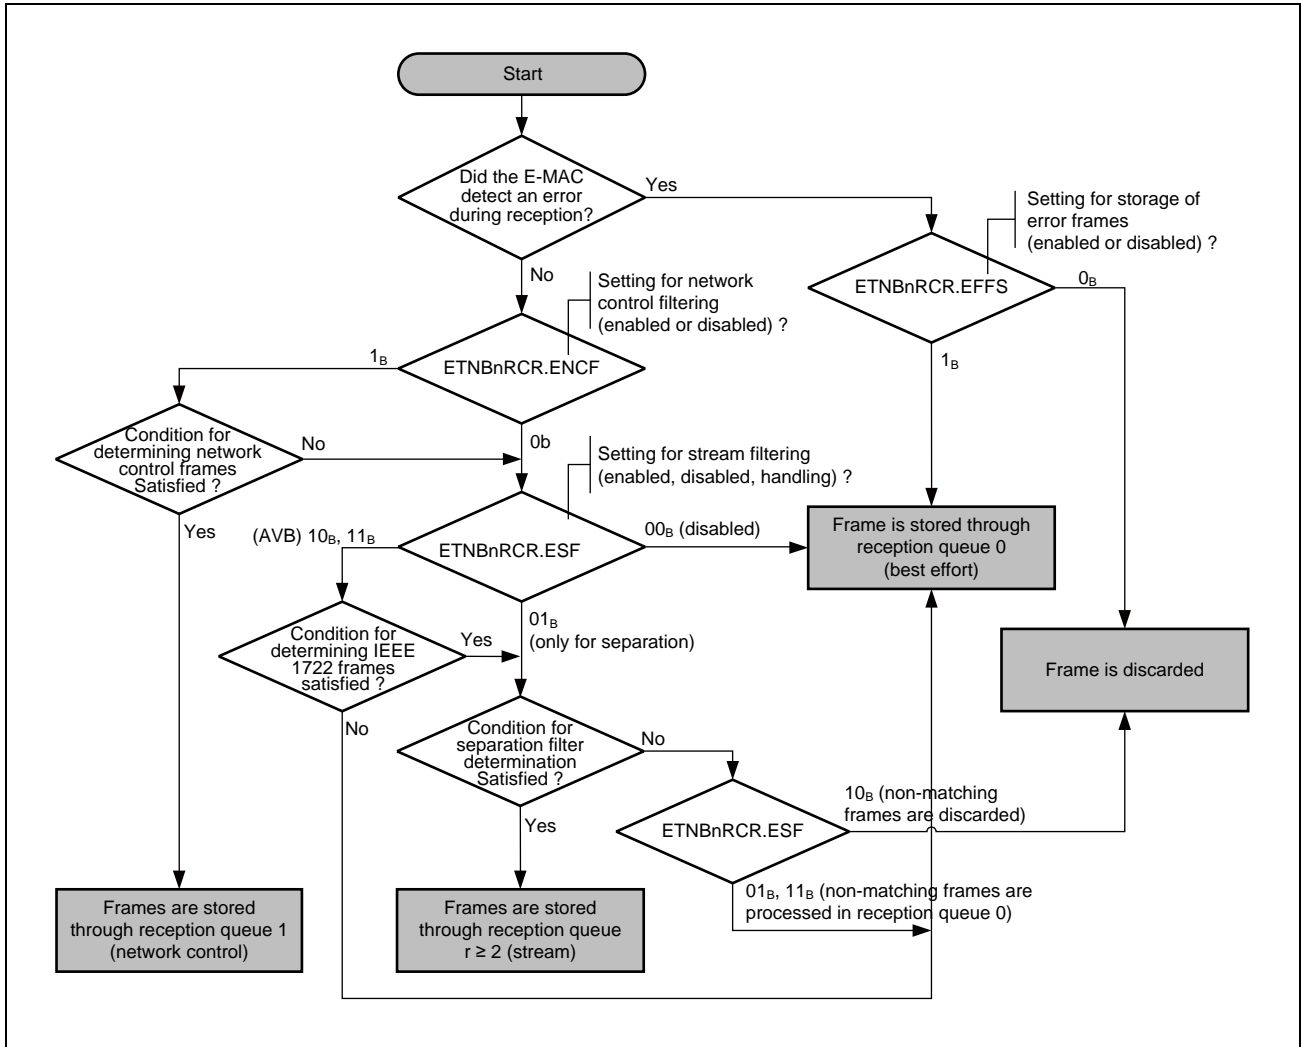 Start
Did the E-MAC
detect an error
during reception?
Yes
No
Setting for storage of
error frames
(enabled or disabled) ?
ETNBnRCR.EFFS
0B
1B
Setting for network
control filtering
(enabled or disabled) ?
ETNBnRCR.ENCF
1B
0b
Condition for
determining network
control frames
Satisfied ?
No
Yes
Setting for stream filtering
(enabled, disabled, handling) ?
(AVB) 10B, 11B
ETNBnRCR.ESF
00B (disabled)
Frame is stored through
reception queue 0
(best effort)
01B
(only for separation)
Condition for
determining IEEE
1722 frames
satisfied ?
Yes
No
Frame is discarded
Condition for
separation filter
determination
Satisfied ?
No
Yes
ETNBnRCR.ESF
10B (non-matching
frames are discarded)
01B, 11B (non-matching frames are
processed in reception queue 0)
Frames are stored
through reception queue 1
(network control)
Frames are stored
through reception queue
r ≥ 2 (stream)